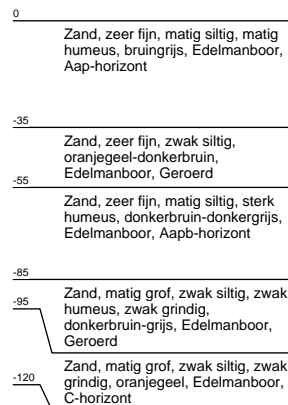 0
Zand, zeer fijn, matig siltig, matig
humeus, bruingrijs, Edelmanboor,
Aap-horizont
-35
Zand, zeer fijn, zwak siltig,
oranjegeel-donkerbruin,
Edelmanboor, Geroerd
-55
Zand, zeer fijn, matig siltig, sterk
humeus, donkerbruin-donkergrijs,
Edelmanboor, Aapb-horizont
-85
Zand, matig grof, zwak siltig, zwak
humeus, zwak grindig,
donkerbruin-grijs, Edelmanboor,
Geroerd
-95
Zand, matig grof, zwak siltig, zwak
grindig, oranjegeel, Edelmanboor,
C-horizont
-120